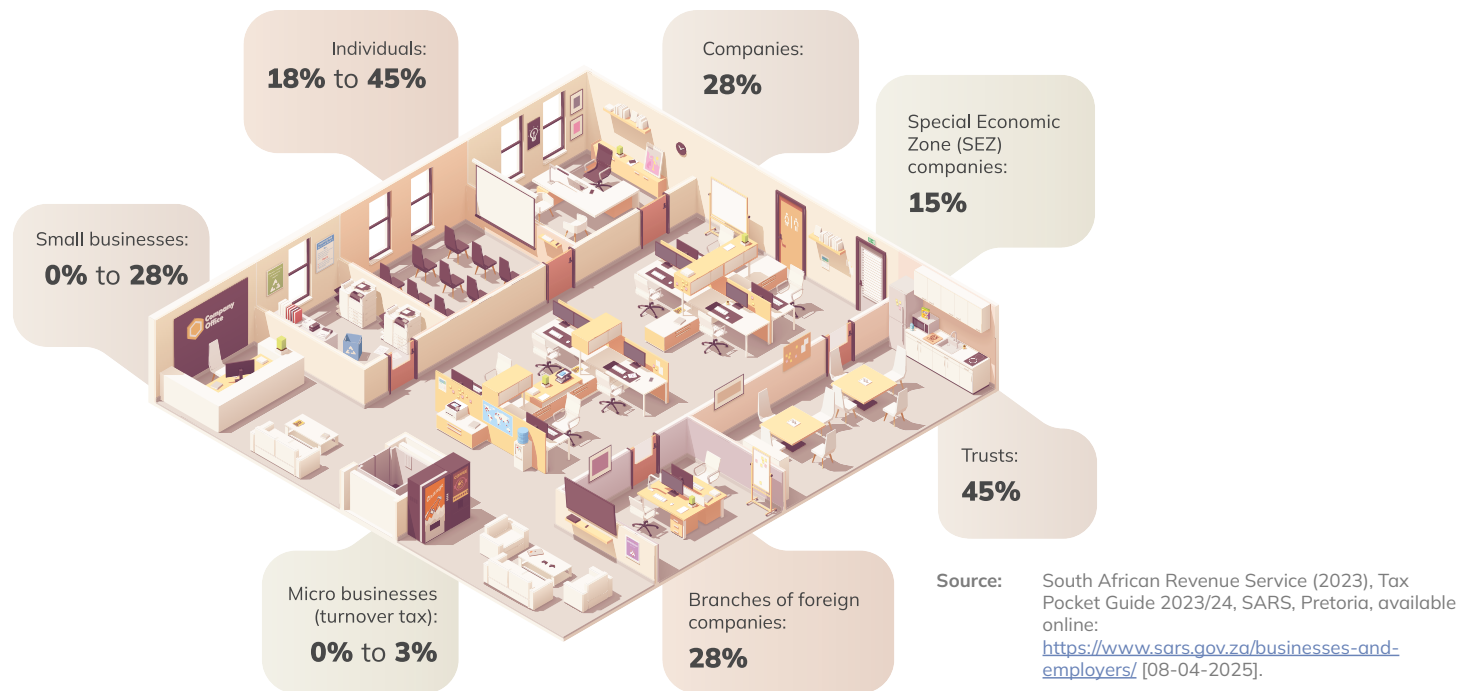 Individuals:
18% to 45%
Companies:
28%
Special Economic
Zone (SEZ)
companies:
15%
Small businesses:
0% to 28%
Company
Office
Trusts:
45%
Micro businesses
(turnover tax):
0% to 3%
Branches of foreign
companies:
28%
Source: South African Revenue Service (2023), Tax
Pocket Guide 2023/24, SARS, Pretoria, available
online:
https://www.sars.gov.za/businesses-and-
employers/ [08-04-2025].